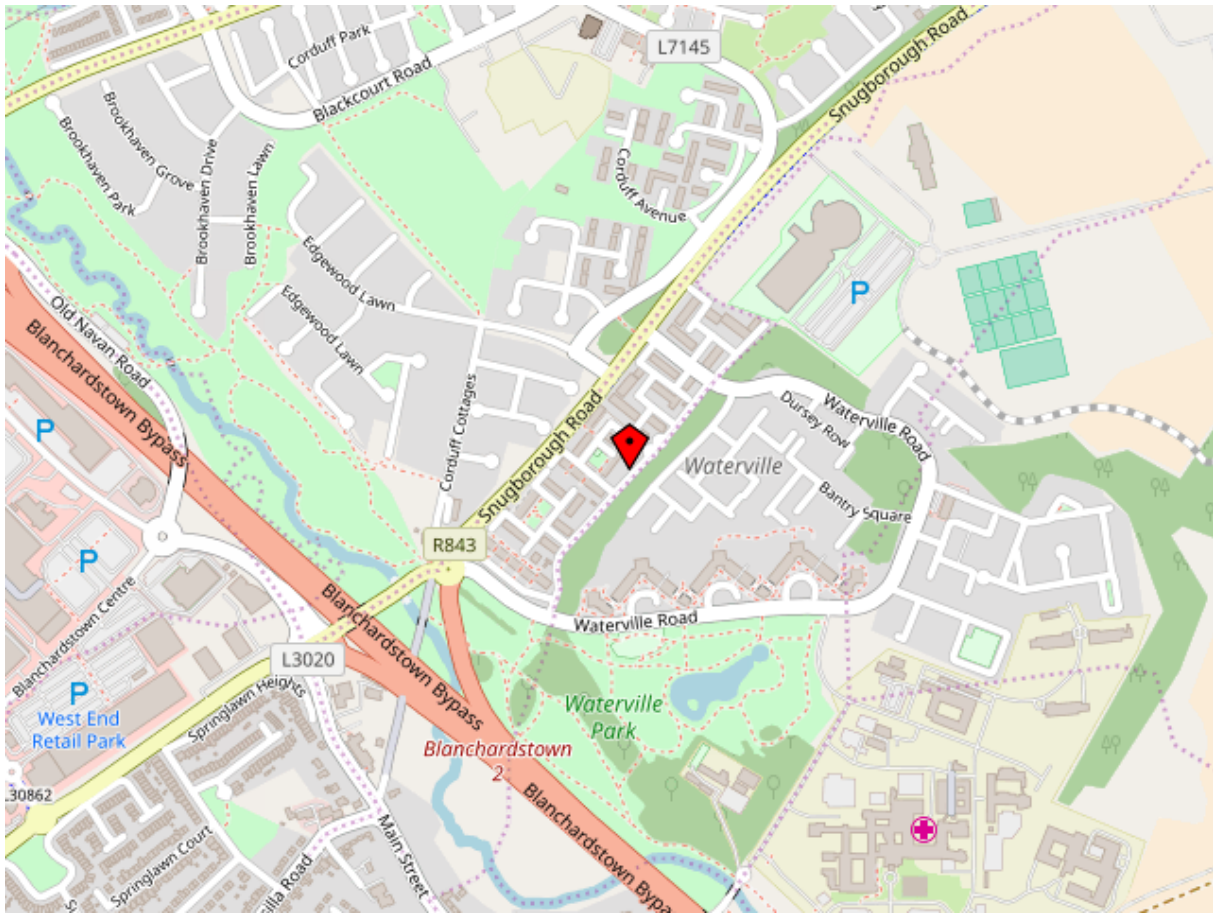 L7145
Snugborough Road
Corduff Park
Blackcourt Road
Brookhaven Grove
Brookhaven Drive
Brookhaven Lawn
Brookhaven Park
Corduff Avenue
Edgewood Lawn
Edgewood Lawn
Old Navan Road
P
Blanchardstown Bypass
Corduff Cottages
Snugborough Road
Dursey Row
Waterville Road
P
Waterville
Bantry Square
R843
P
Blanchardstown Centre
Blanchardstown Bypass
Waterville Road
L3020
P
West End
Retail Park
Springlawn Heights
Waterville
Park
Blanchardstown
2
Blanchardstown Bypa
Springlawn Court
Main Street